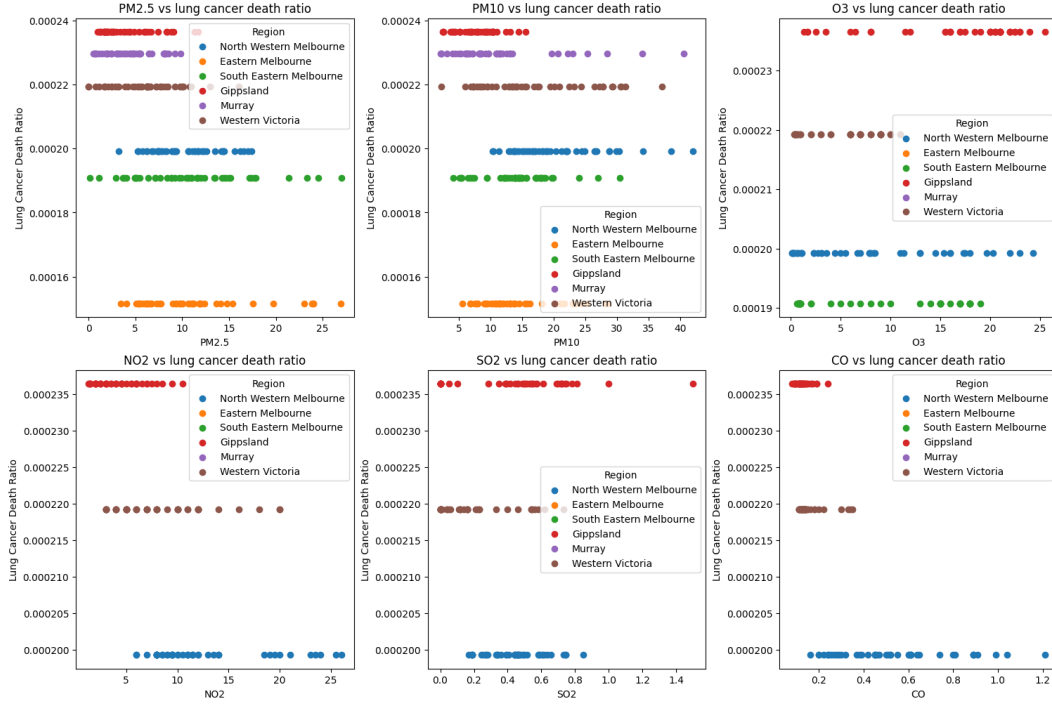 PM2.5 vs lung cancer death ratio
Lung Cancer Death Ratio
0.00024
0.00022
0.00020
0.00018
0.00016
Region
North Western Melbourne
Eastern Melbourne
South Eastern Melbourne
Gippsland
Murray
Western Victoria
0 5 10 15 20 25
PM2.5
PM10 vs lung cancer death ratio
Lung Cancer Death Ratio
0.00024
0.00022
0.00020
0.00018
0.00016
Region
North Western Melbourne
Eastern Melbourne
South Eastern Melbourne
Gippsland
Murray
Western Victoria
5 10 15 20 25 30 35 40
PM10
O3 vs lung cancer death ratio
Lung Cancer Death Ratio
0.00023
0.00022
0.00021
0.00020
0.00019
Region
North Western Melbourne
Eastern Melbourne
South Eastern Melbourne
Gippsland
Murray
Western Victoria
0 5 10 15 20 25
O3
NO2 vs lung cancer death ratio
Lung Cancer Death Ratio
0.000235
0.000230
0.000225
0.000220
0.000215
0.000210
0.000205
0.000200
Region
North Western Melbourne
Eastern Melbourne
South Eastern Melbourne
Gippsland
Murray
Western Victoria
5 10 15 20 25
NO2
SO2 vs lung cancer death ratio
Lung Cancer Death Ratio
0.000235
0.000230
0.000225
0.000220
0.000215
0.000210
0.000205
0.000200
Region
North Western Melbourne
Eastern Melbourne
South Eastern Melbourne
Gippsland
Murray
Western Victoria
0.0 0.2 0.4 0.6 0.8 1.0 1.2 1.4
SO2
CO vs lung cancer death ratio
Lung Cancer Death Ratio
0.000235
0.000230
0.000225
0.000220
0.000215
0.000210
0.000205
0.000200
Region
North Western Melbourne
Eastern Melbourne
South Eastern Melbourne
Gippsland
Murray
Western Victoria
0.2 0.4 0.6 0.8 1.0 1.2
CO